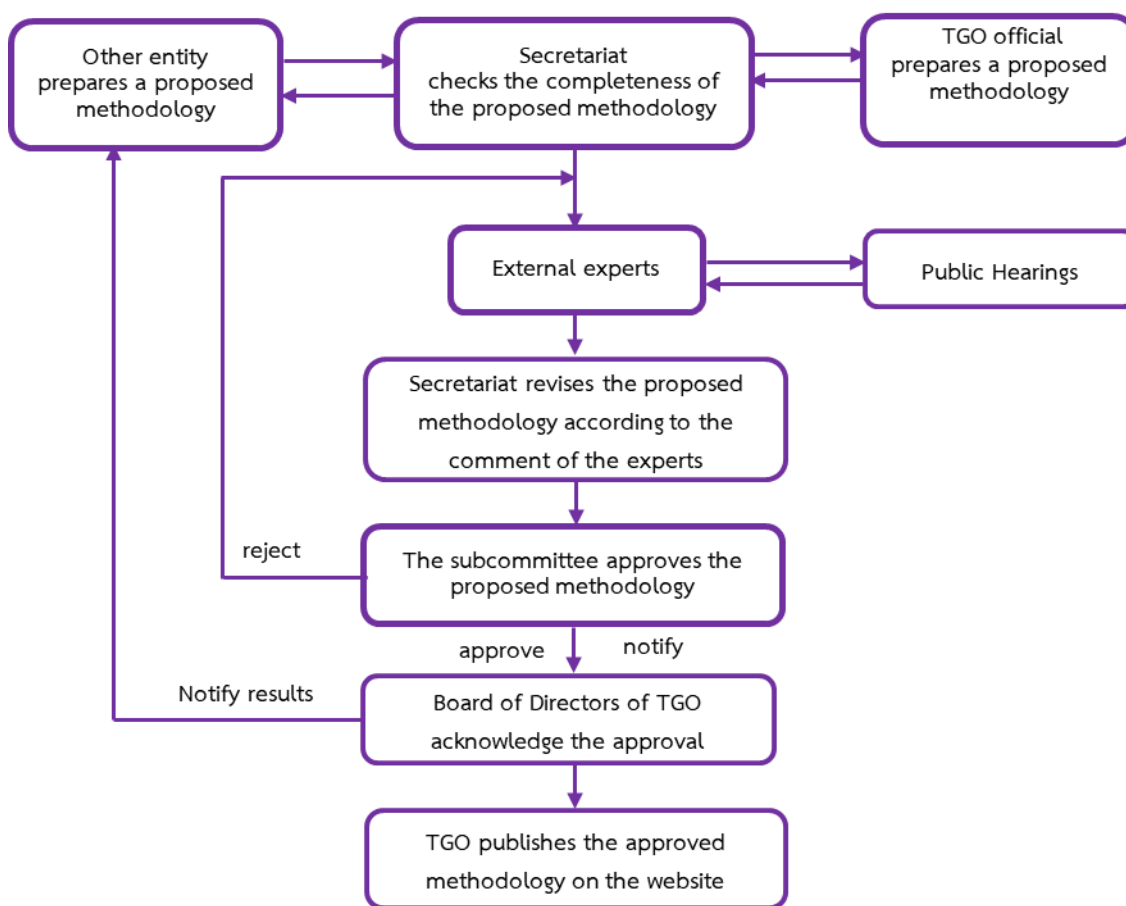 Other entity
prepares a proposed
methodology
Secretariat
checks the completeness of
the proposed methodology
TGO official
prepares a proposed
methodology
External experts
Public Hearings
Secretariat revises the proposed
methodology according to the
comment of the experts
reject
The subcommittee approves the
proposed methodology
approve
notify
Notify results
Board of Directors of TGO
acknowledge the approval
TGO publishes the approved
methodology on the website